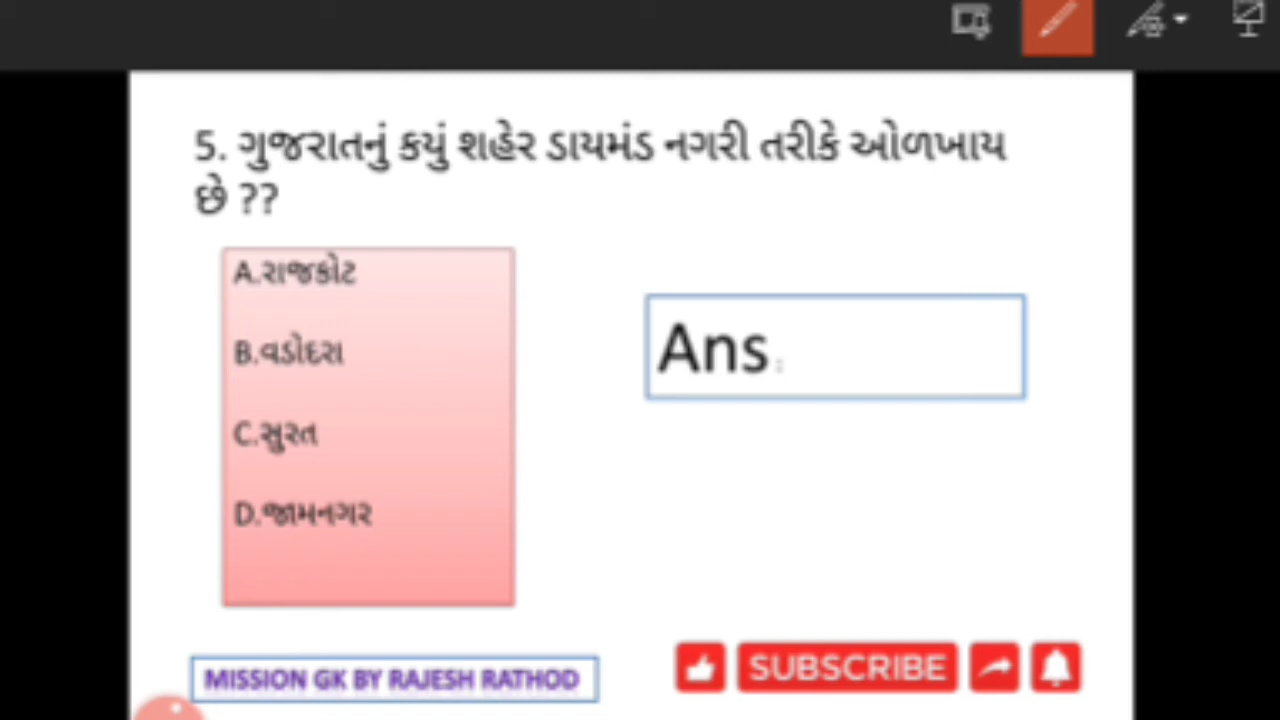 5. ગુજરાતનું કયું શહેર ડાયમંડ નગરી તરીકે ઓળખાય
છે ??
A.રાજકોટ
B.વડોદરા
C.સુરત
D.જામનગર
Ans :
MISSION GK BY RAJESH RATHOD
SUBSCRIBE